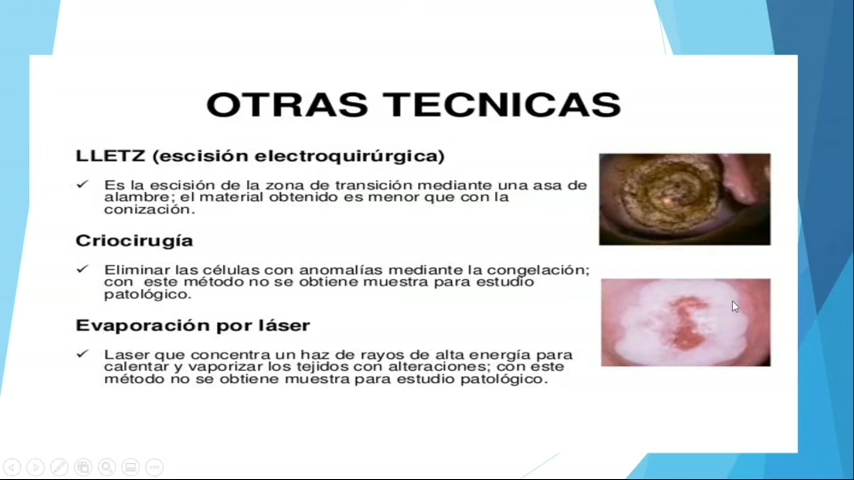 OTRAS TECNICAS
LLETZ (escisión electroquirúrgica)
✓ Es la escisión de la zona de transición mediante una asa de
alambre; el material obtenido es menor que con la
conización.
Criocirugía
✓ Eliminar las células con anomalías mediante la congelación;
con este método no se obtiene muestra para estudio
patológico.
Evaporación por láser
✓ Laser que concentra un haz de rayos de alta energía para
calentar y vaporizar los tejidos con alteraciones; con este
método no se obtiene muestra para estudio patológico.